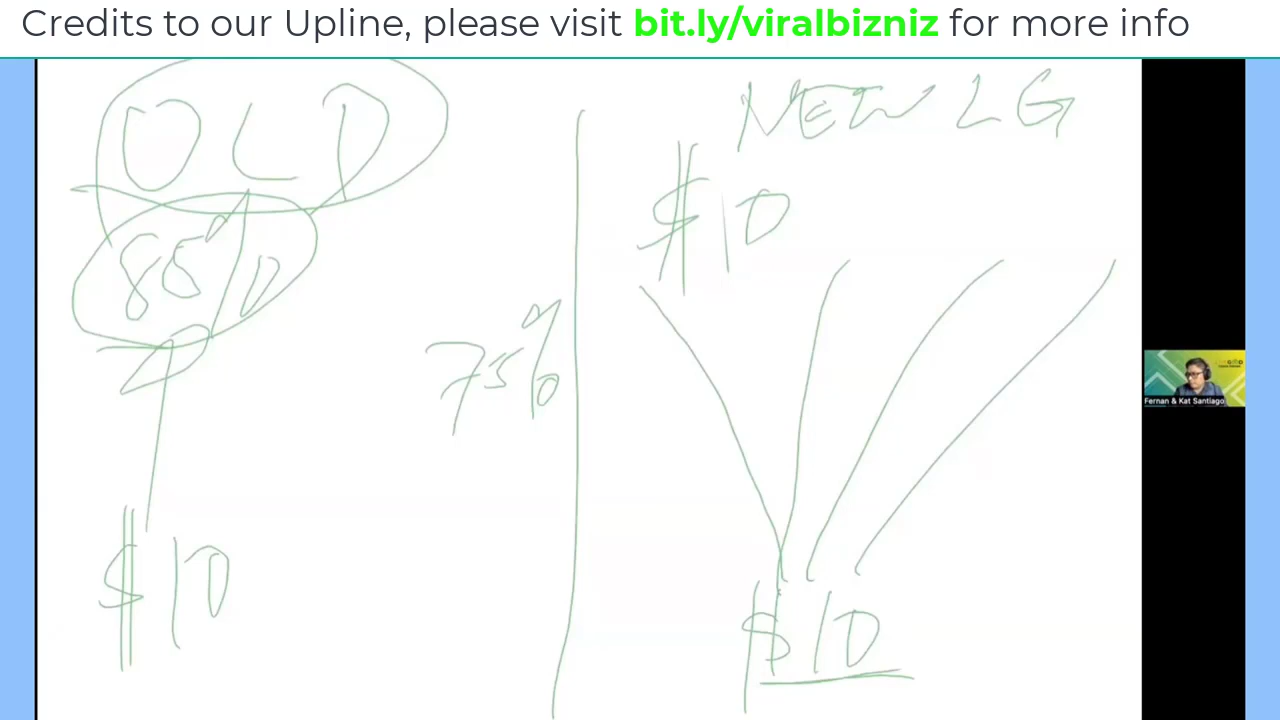 Credits to our Upline, please visit bit.ly/viralbizniz for more info
OLD
85%
$10
75%
NEW LG
$10
$10
Fernan & Kat Santiago